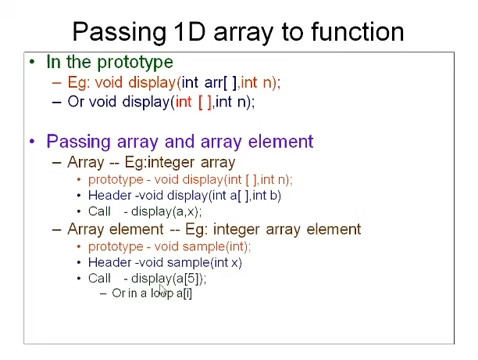 Passing 1D array to function
• In the prototype
– Eg: void display(int arr[ ],int n);
– Or void display(int [ ],int n);
• Passing array and array element
– Array -- Eg:integer array
• prototype - void display(int [ ],int n);
• Header -void display(int a[ ],int b)
• Call - display(a,x);
– Array element -- Eg: integer array element
• prototype - void sample(int);
• Header -void sample(int x)
• Call - display(a[5]);
– Or in a loop a[i]